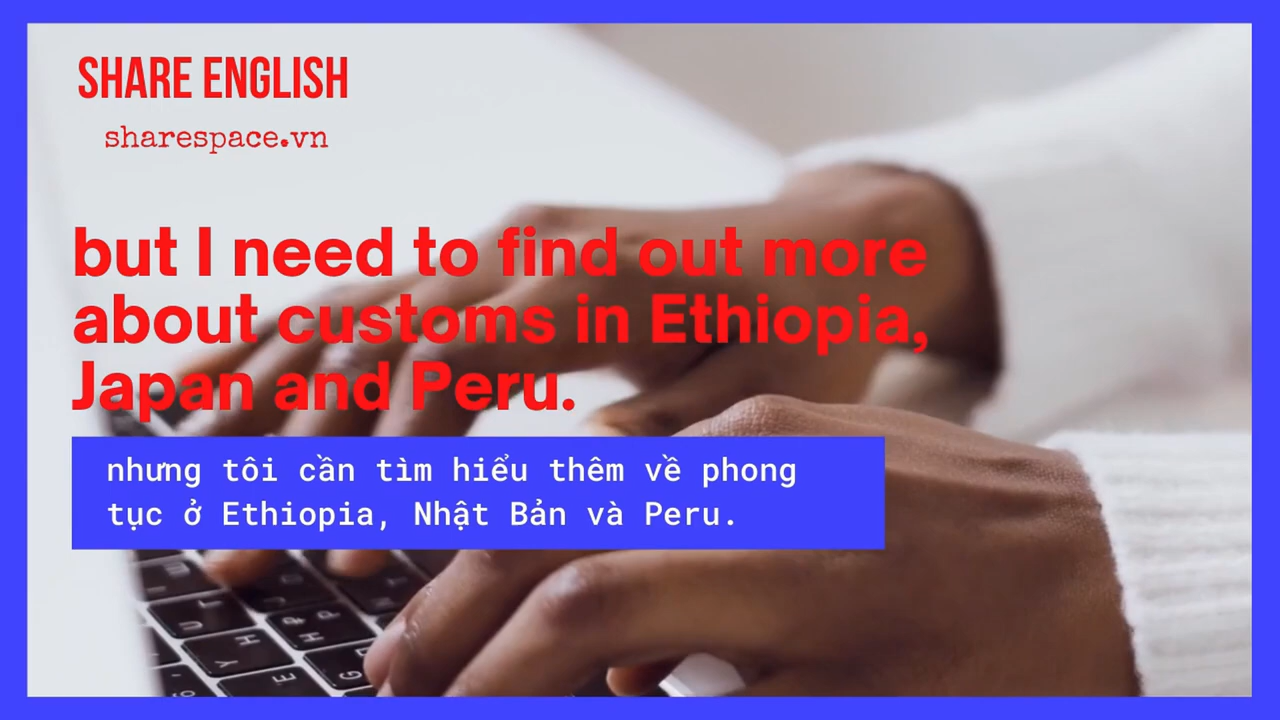 SHARE ENGLISH
sharespace.vn
but I need to find out more
about customs in Ethiopia,
Japan and Peru.
nhưng tôi cần tìm hiểu thêm về phong
tục ở Ethiopia, Nhật Bản và Peru.